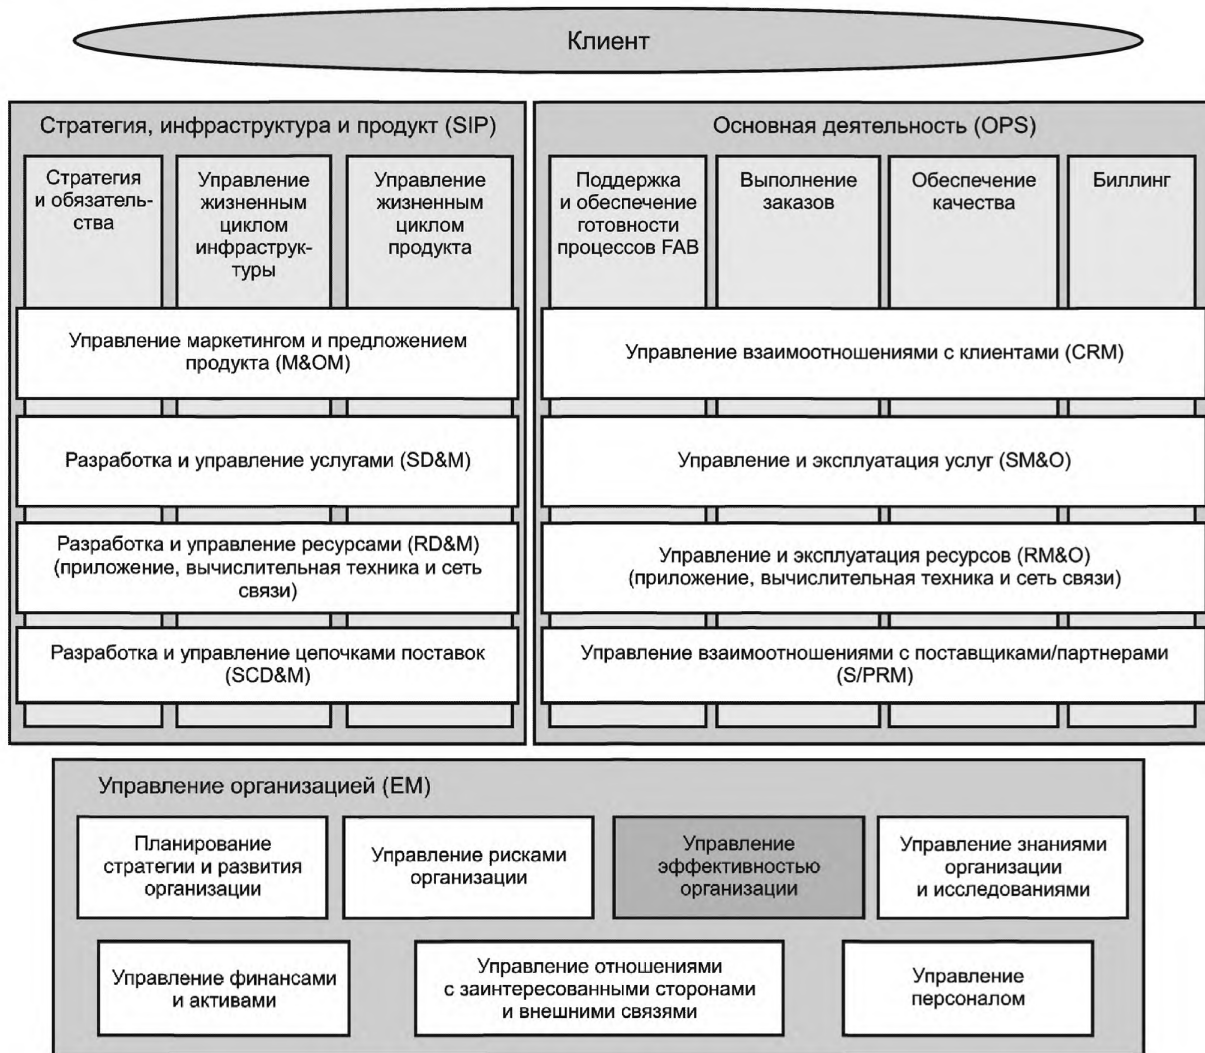 Клиент
Стратегия, инфраструктура и продукт (SIP)
Стратегия
и обязатель-
ства
Управление
жизненным
циклом
инфраструк-
туры
Управление
жизненным
циклом
продукта
Управление маркетингом и предложением
продукта (M&OM)
Разработка и управление услугами (SD&M)
Разработка и управление ресурсами (RD&M)
(приложение, вычислительная техника и сеть
связи)
Разработка и управление цепочками поставок
(SCD&M)
Основная деятельность (OPS)
Поддержка
и обеспечение
готовности
процессов FAB
Выполнение
заказов
Обеспечение
качества
Биллинг
Управление взаимоотношениями с клиентами (CRM)
Управление и эксплуатация услуг (SM&O)
Управление и эксплуатация ресурсов (RM&O)
(приложение, вычислительная техника и сеть связи)
Управление взаимоотношениями с поставщиками/партнерами
(S/PRM)
Управление организацией (EM)
Планирование
стратегии и развития
организации
Управление рисками
организации
Управление
эффективностью
организации
Управление знаниями
организации
и исследованиями
Управление финансами
и активами
Управление отношениями
с заинтересованными сторонами
и внешними связями
Управление
персоналом